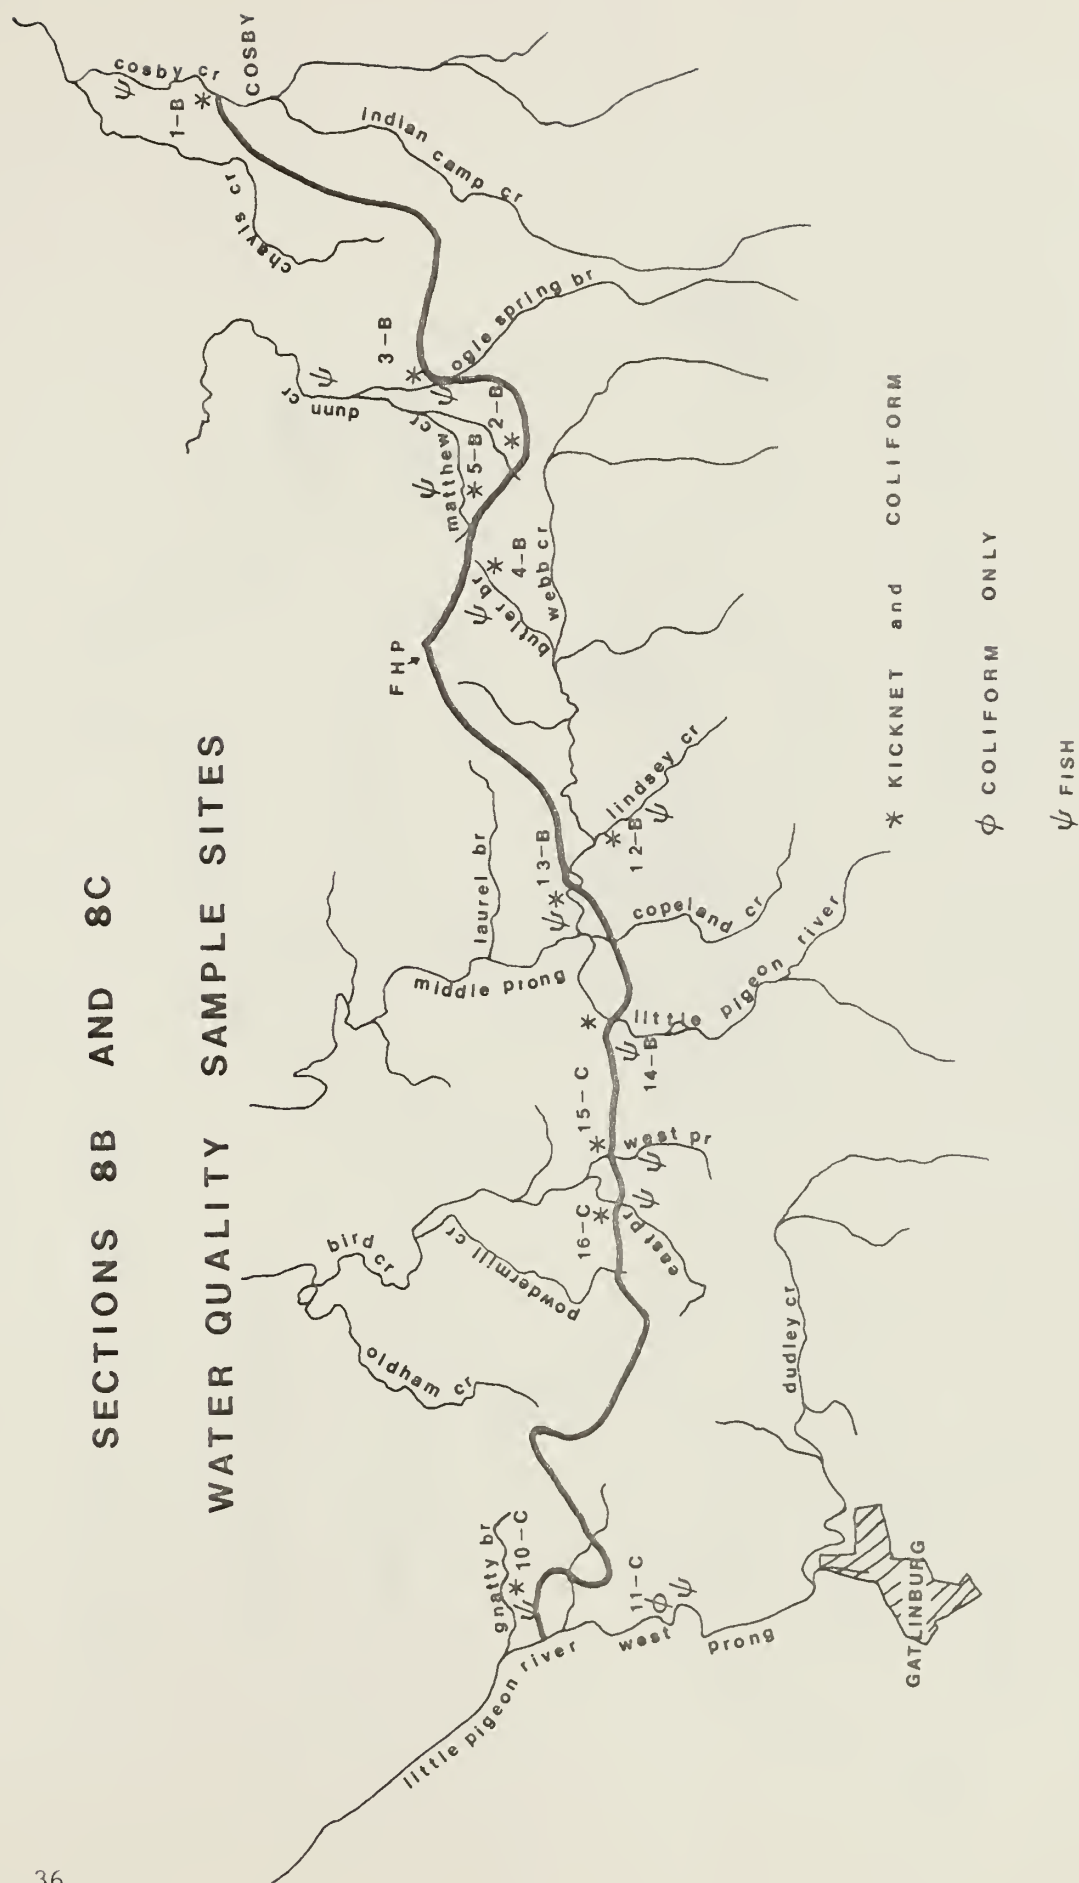 SECTIONS 8B AND 8C
WATER QUALITY SAMPLE SITES
cosby cr
COSBY
1-B
chavis cr
indian camp cr
3-B
ogle spring br
dunn cr
2-B
matthew cr
5-B
4-B
butler br
webb cr
FHP
lindsey cr
12-B
13-B
laurel br
copeland cr
middle prong
little pigeon river
14-B
15-C
west pr
16-C
east pr
bird cr
powdermill cr
oldham cr
dudley cr
gnatty br
10-C
11-C
little pigeon river
west prong
GATLINBURG
* KICKNET and COLIFORM
ϕ COLIFORM ONLY
ψ FISH
36